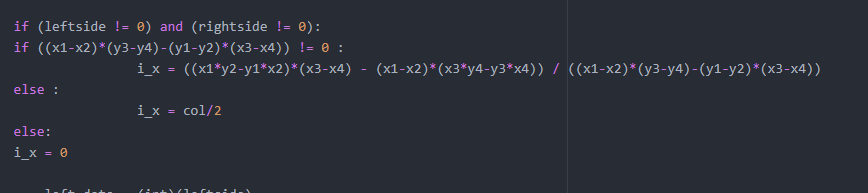 if (leftside != 0) and (rightside != 0):
if ((x1-x2)*(y3-y4)-(y1-y2)*(x3-x4)) != 0 :
i_x = ((x1*y2-y1*x2)*(x3-x4) - (x1-x2)*(x3*y4-y3*x4)) / ((x1-x2)*(y3-y4)-(y1-y2)*(x3-x4))
else :
i_x = col/2
else:
i_x = 0